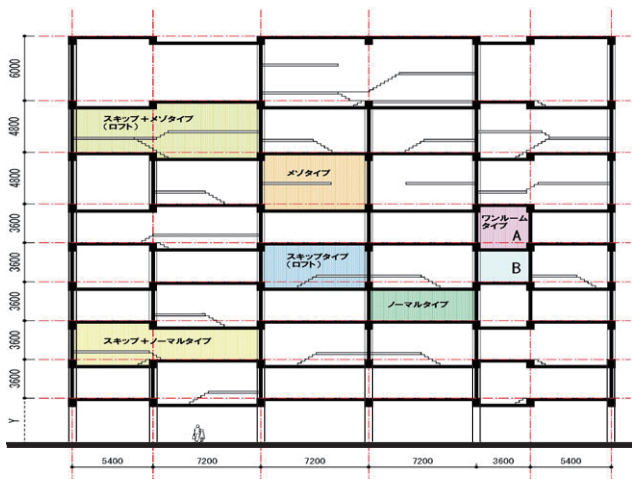 6000
4800
4800
3600
3600
3600
3600
3600
Y
スキップ+メゾタイプ
(ロフト)
メゾタイプ
ワンルーム
タイプ
A
スキップタイプ
(ロフト)
B
ノーマルタイプ
スキップ+ノーマルタイプ
5400
7200
7200
7200
3600
5400